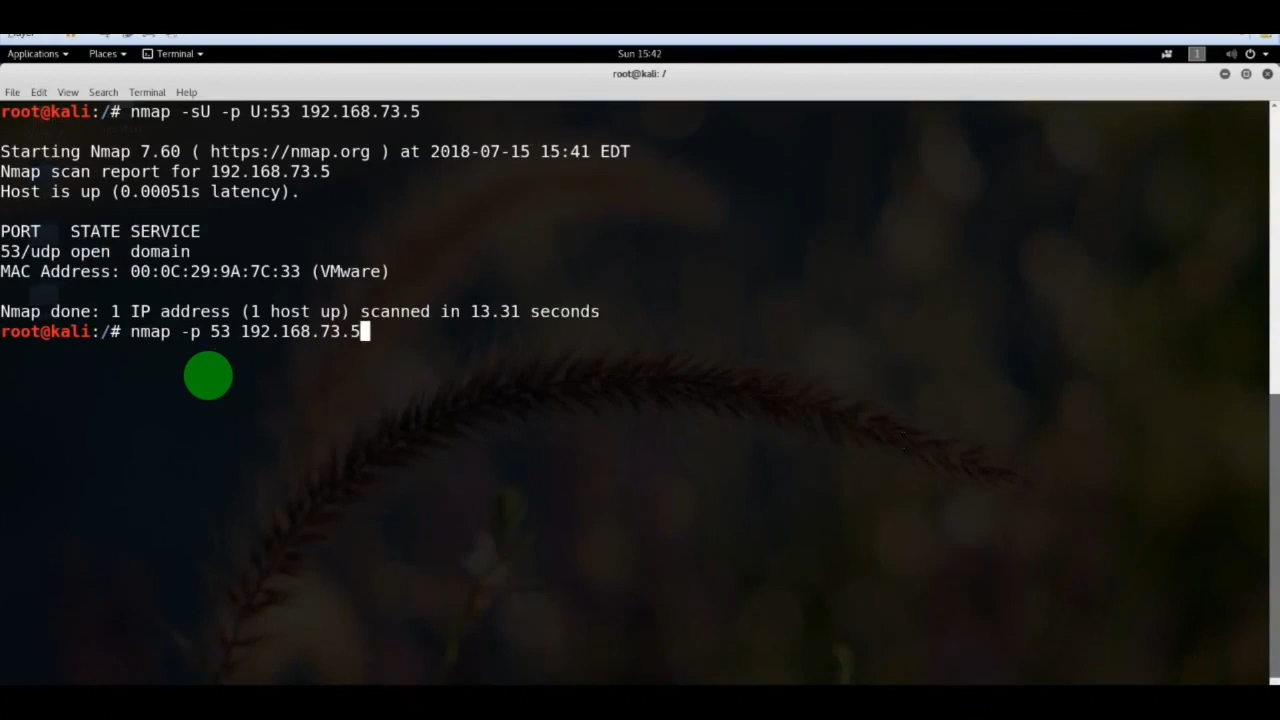 Applications Places Terminal Sun 15:42 1
root@kali: /
File Edit View Search Terminal Help
root@kali:/# nmap -sU -p U:53 192.168.73.5
Starting Nmap 7.60 ( https://nmap.org ) at 2018-07-15 15:41 EDT
Nmap scan report for 192.168.73.5
Host is up (0.00051s latency).
PORT STATE SERVICE
53/udp open domain
MAC Address: 00:0C:29:9A:7C:33 (VMware)
Nmap done: 1 IP address (1 host up) scanned in 13.31 seconds
root@kali:/# nmap -p 53 192.168.73.5